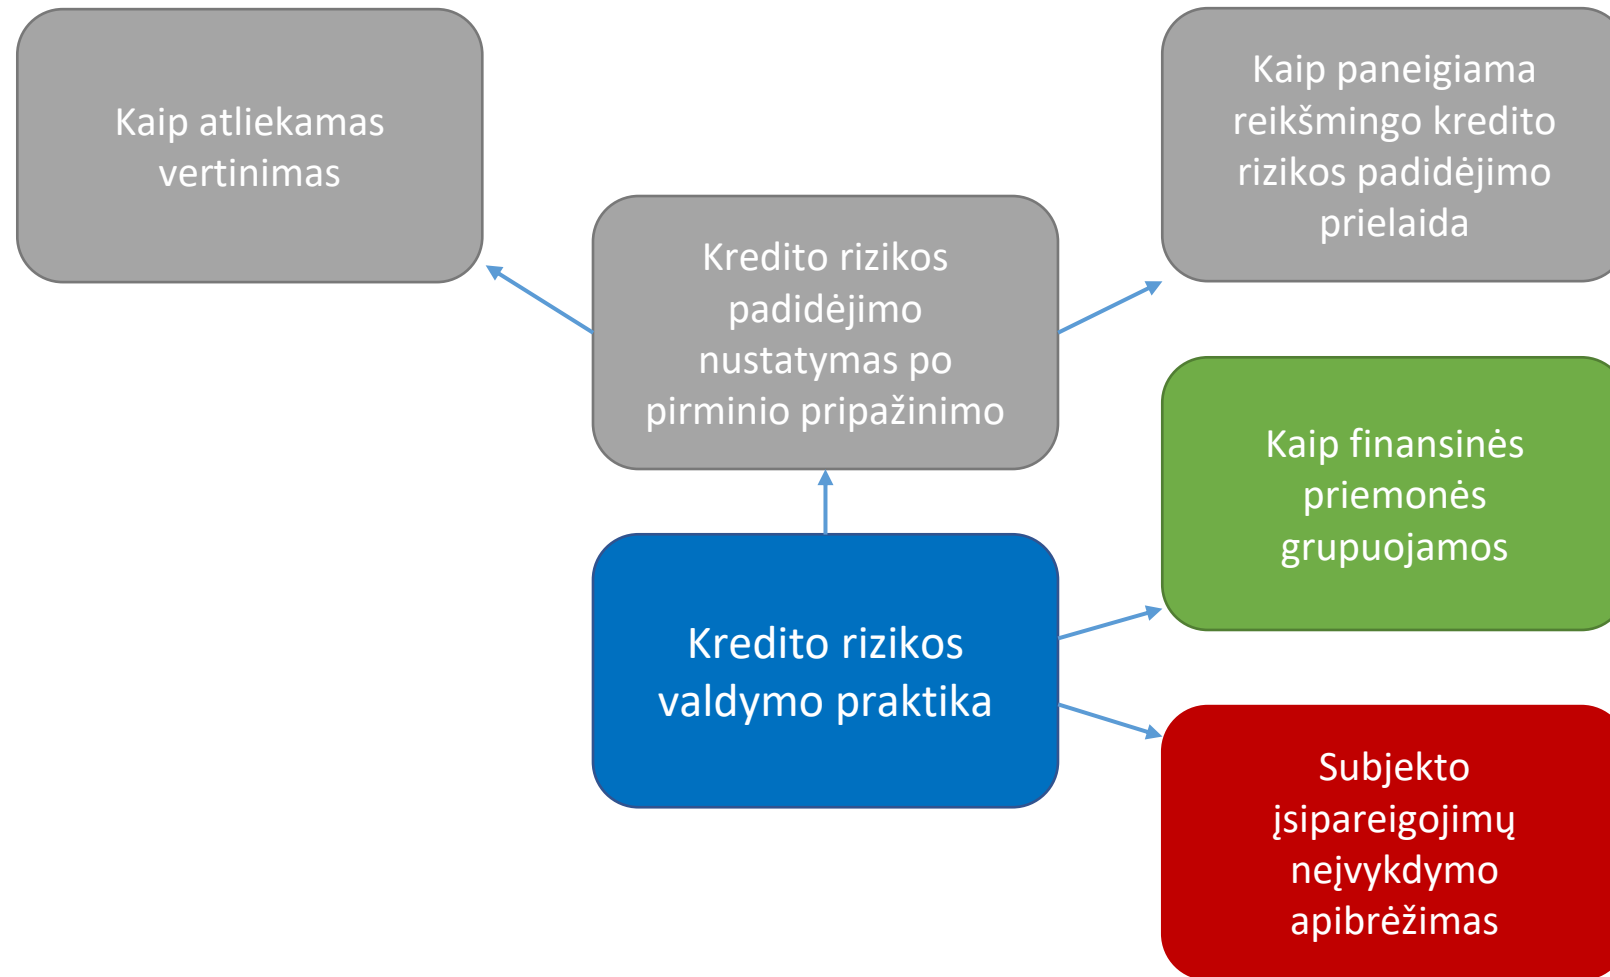 Kaip atliekamas
vertinimas
Kaip paneigiama
reikšmingo kredito
rizikos padidėjimo
prielaida
Kredito rizikos
padidėjimo
nustatymas po
pirminio pripažinimo
Kaip finansinės
priemonės
grupuojamos
Kredito rizikos
valdymo praktika
Subjekto
įsipareigojimų
neįvykdymo
apibrėžimas